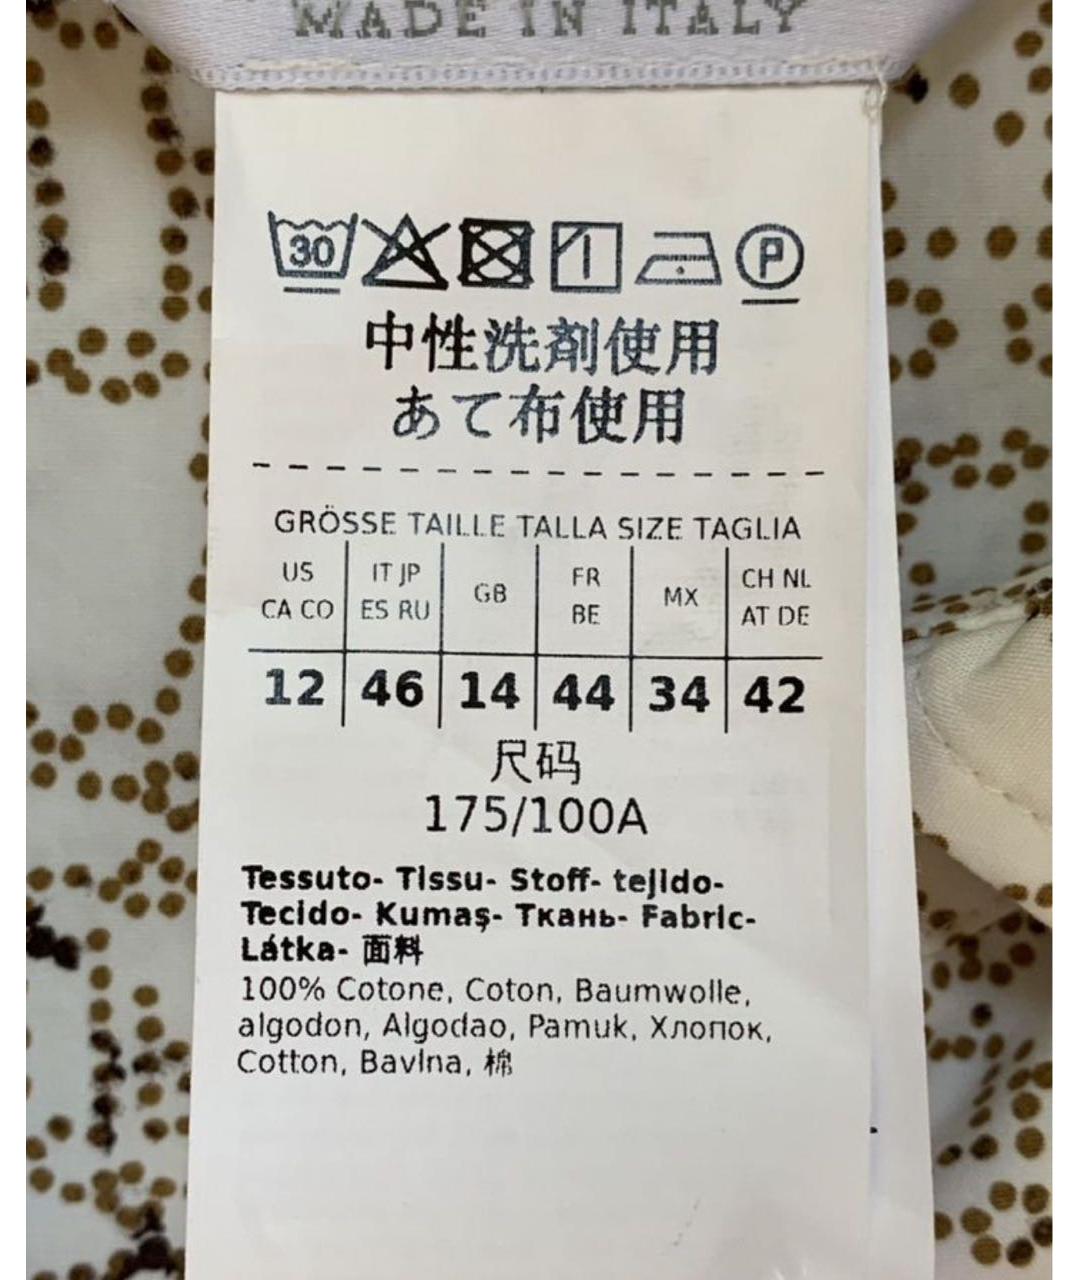 MADE IN ITALY
30 P
中性洗剤使用
あて布使用
GRÖSSE TAILLE TALLA SIZE TAGLIA
US IT JP GB FR MX CH NL
CA CO ES RU BE AT DE
12 46 14 44 34 42
尺码
175/100A
Tessuto- Tissu- Stoff- tejido-
Tecido- Kumaş- Ткань- Fabric-
Látka- 面料
100% Cotone, Coton, Baumwolle,
algodon, Algodao, Pamuk, Хлопок,
Cotton, Bavlna, 棉